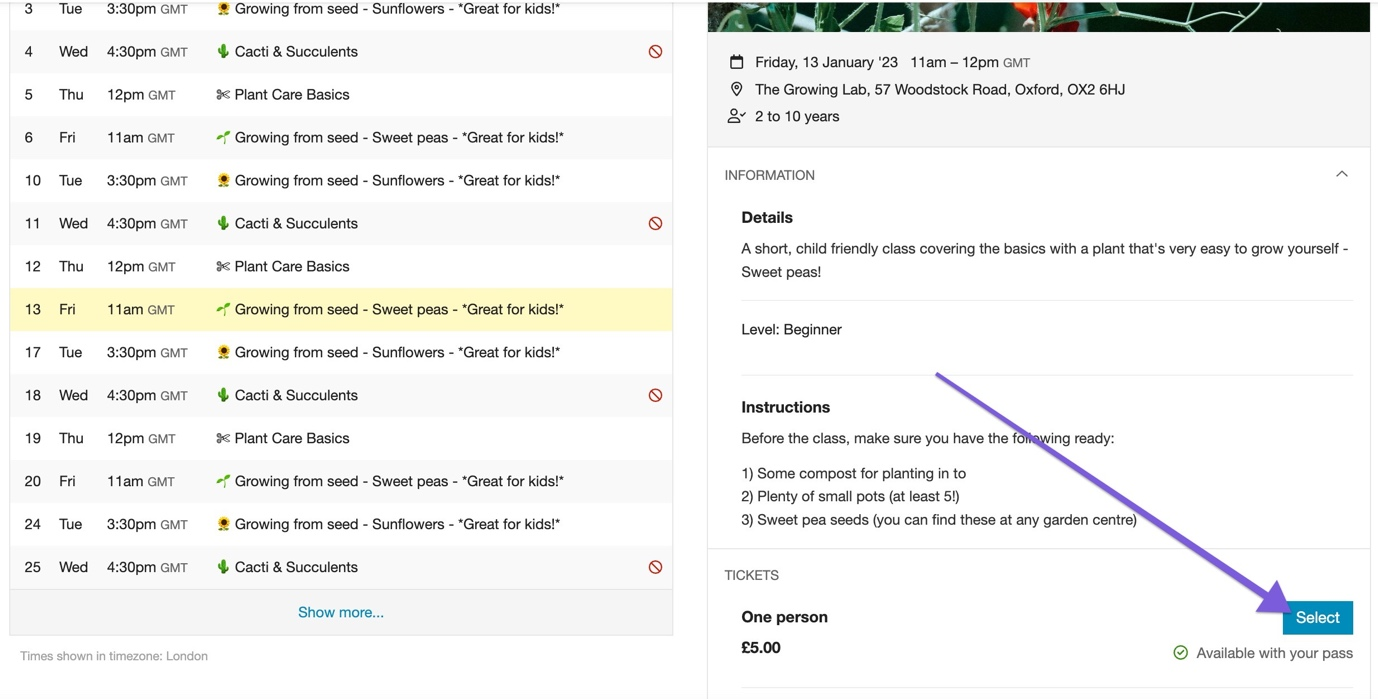 3 Tue 3:30pm GMT 🌻 Growing from seed - Sunflowers - *Great for kids!*
4 Wed 4:30pm GMT 🌵 Cacti & Succulents
5 Thu 12pm GMT ✄ Plant Care Basics
6 Fri 11am GMT 🌱 Growing from seed - Sweet peas - *Great for kids!*
10 Tue 3:30pm GMT 🌻 Growing from seed - Sunflowers - *Great for kids!*
11 Wed 4:30pm GMT 🌵 Cacti & Succulents
12 Thu 12pm GMT ✄ Plant Care Basics
13 Fri 11am GMT 🌱 Growing from seed - Sweet peas - *Great for kids!*
17 Tue 3:30pm GMT 🌻 Growing from seed - Sunflowers - *Great for kids!*
18 Wed 4:30pm GMT 🌵 Cacti & Succulents
19 Thu 12pm GMT ✄ Plant Care Basics
20 Fri 11am GMT 🌱 Growing from seed - Sweet peas - *Great for kids!*
24 Tue 3:30pm GMT 🌻 Growing from seed - Sunflowers - *Great for kids!*
25 Wed 4:30pm GMT 🌵 Cacti & Succulents
Show more...
Times shown in timezone: London
Friday, 13 January '23 11am – 12pm GMT
The Growing Lab, 57 Woodstock Road, Oxford, OX2 6HJ
2 to 10 years
INFORMATION
Details
A short, child friendly class covering the basics with a plant that's very easy to grow yourself -
Sweet peas!
Level: Beginner
Instructions
Before the class, make sure you have the following ready:
1) Some compost for planting in to
2) Plenty of small pots (at least 5!)
3) Sweet pea seeds (you can find these at any garden centre)
TICKETS
One person
Select
£5.00
Available with your pass